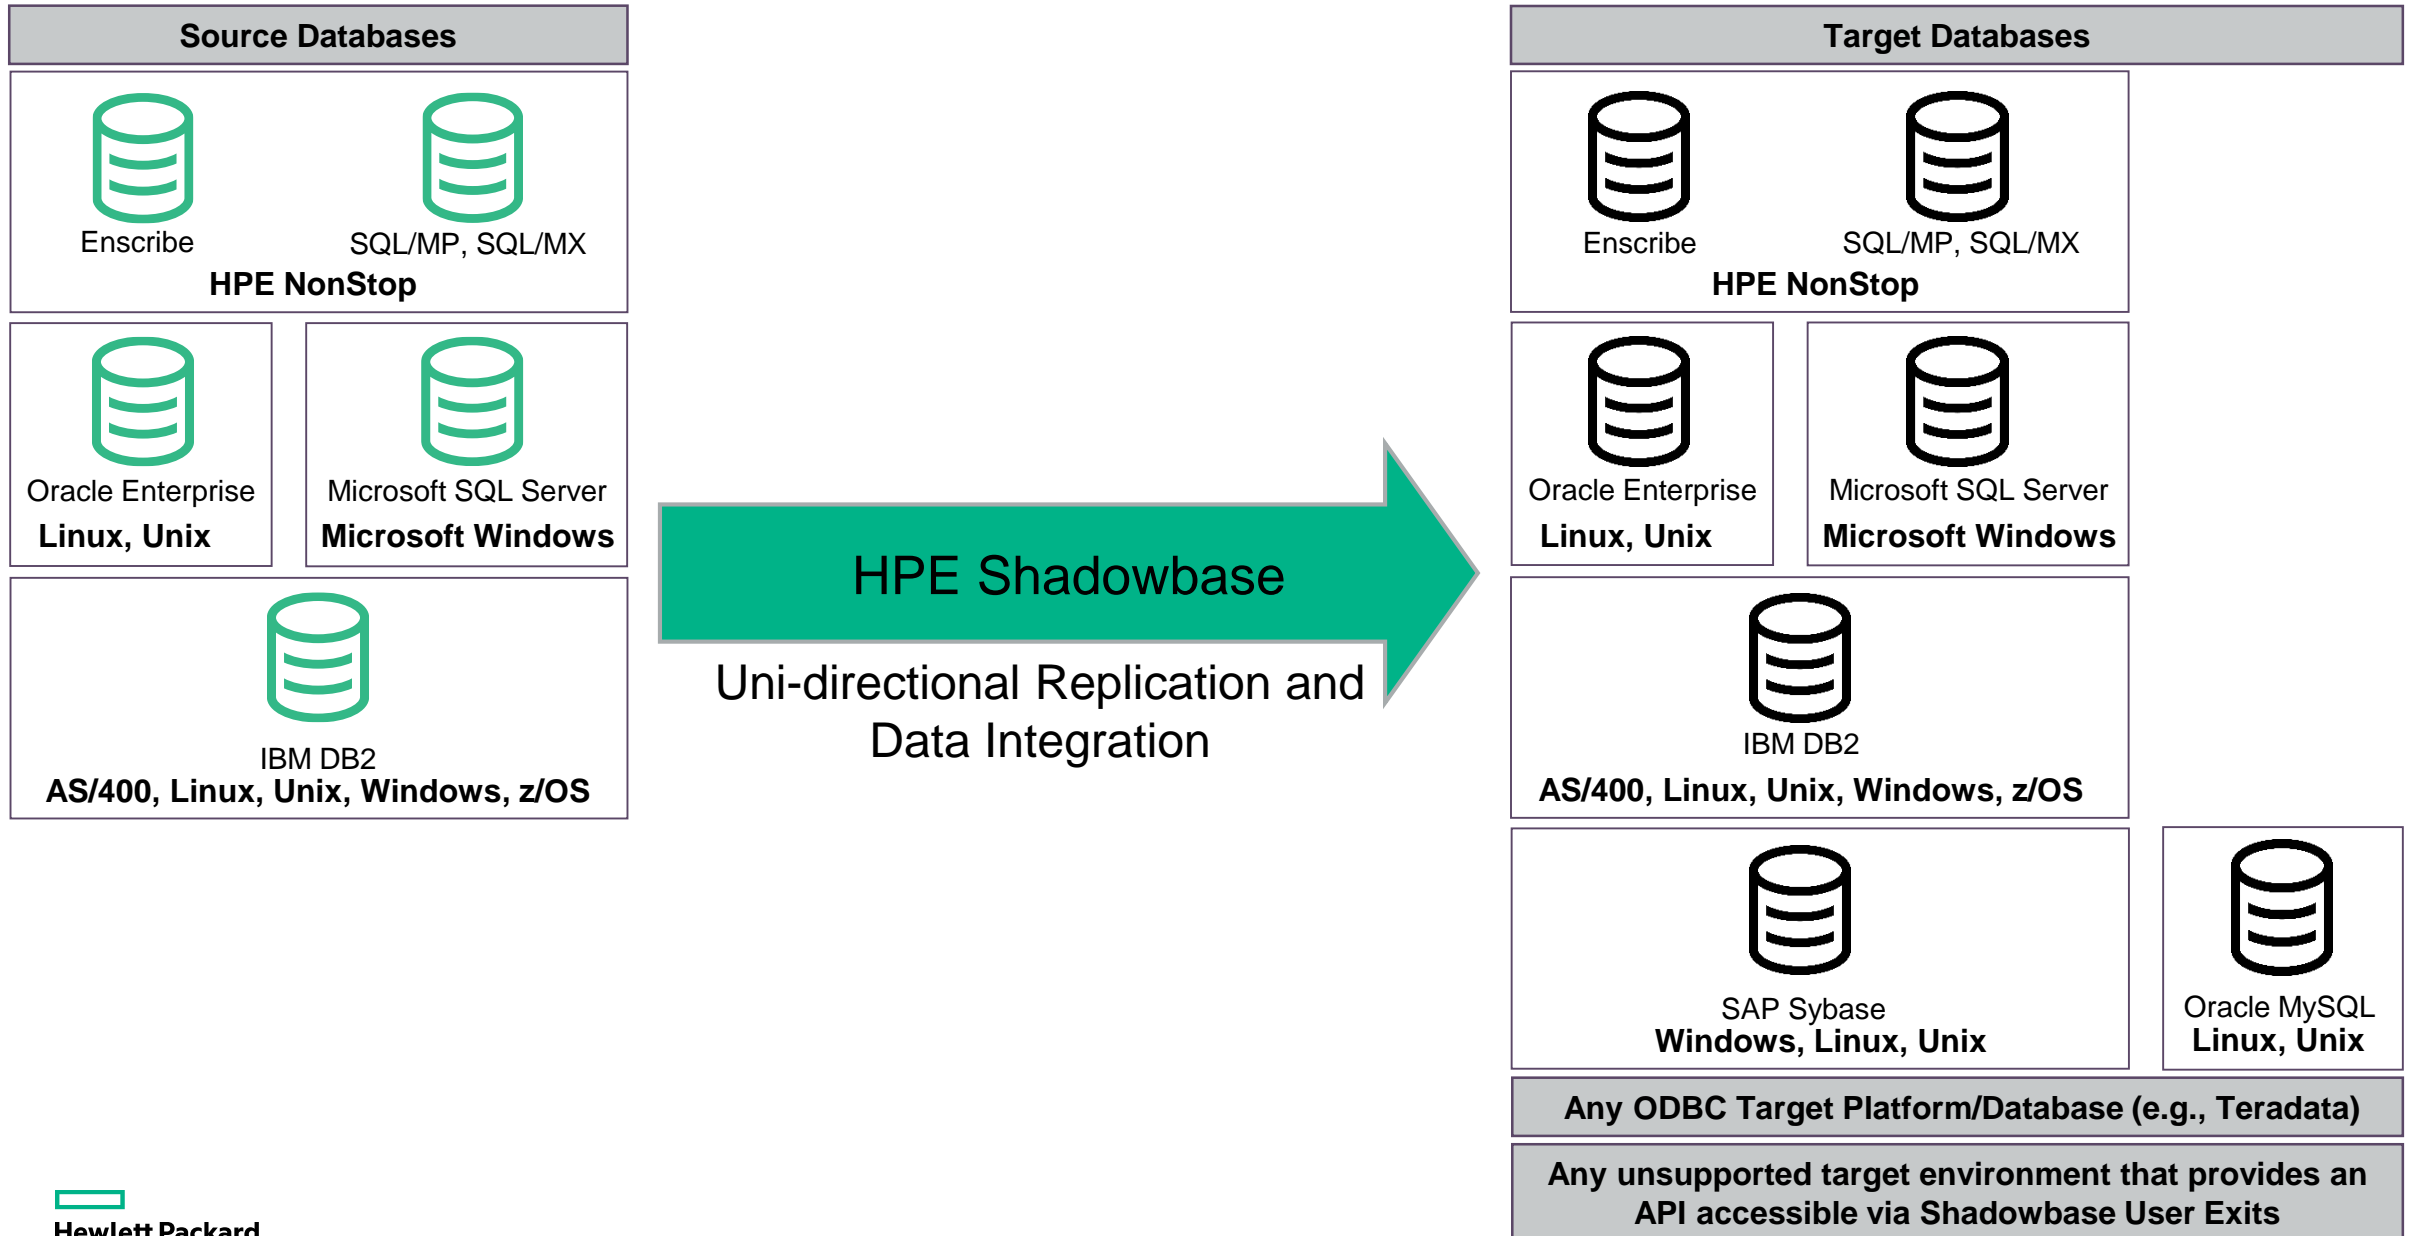 Source Databases
Enscribe
SQL/MP, SQL/MX
HPE NonStop
Oracle Enterprise
Linux, Unix
Microsoft SQL Server
Microsoft Windows
IBM DB2
AS/400, Linux, Unix, Windows, z/OS
HPE Shadowbase
Uni-directional Replication and
Data Integration
Target Databases
Enscribe
SQL/MP, SQL/MX
HPE NonStop
Oracle Enterprise
Linux, Unix
Microsoft SQL Server
Microsoft Windows
IBM DB2
AS/400, Linux, Unix, Windows, z/OS
SAP Sybase
Windows, Linux, Unix
Oracle MySQL
Linux, Unix
Any ODBC Target Platform/Database (e.g., Teradata)
Any unsupported target environment that provides an
API accessible via Shadowbase User Exits
Hewlett Packard